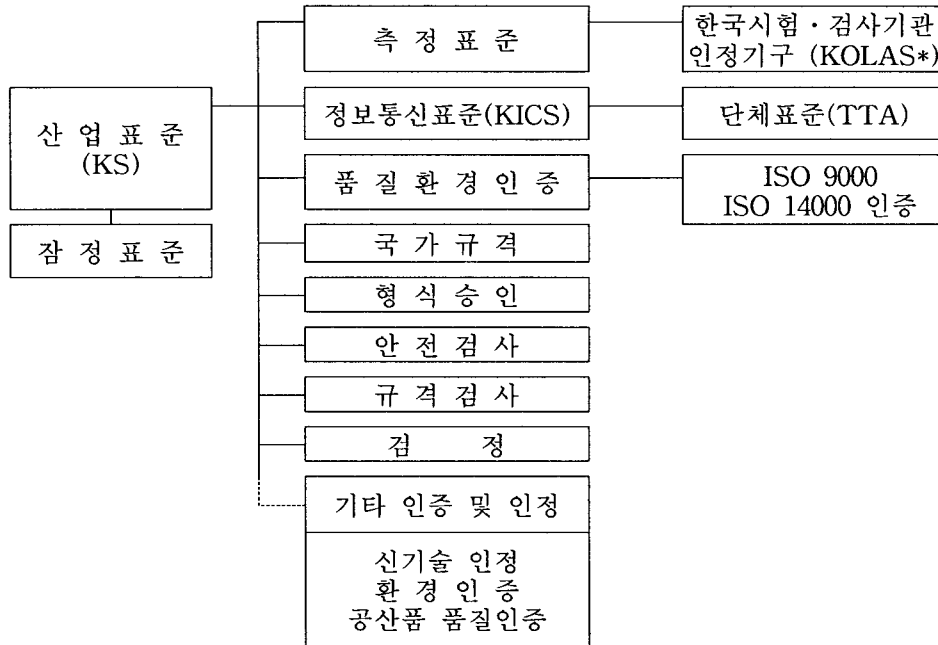 산 업 표 준
(KS)
잠 정 표 준
측 정 표 준
한국시험·검사기관
인정기구 (KOLAS*)
정보통신표준(KICS)
단체표준(TTA)
품 질 환 경 인 증
ISO 9000
ISO 14000 인증
국 가 규 격
형 식 승 인
안 전 검 사
규 격 검 사
검 정
기타 인증 및 인정
신기술 인정
환 경 인 증
공산품 품질인증